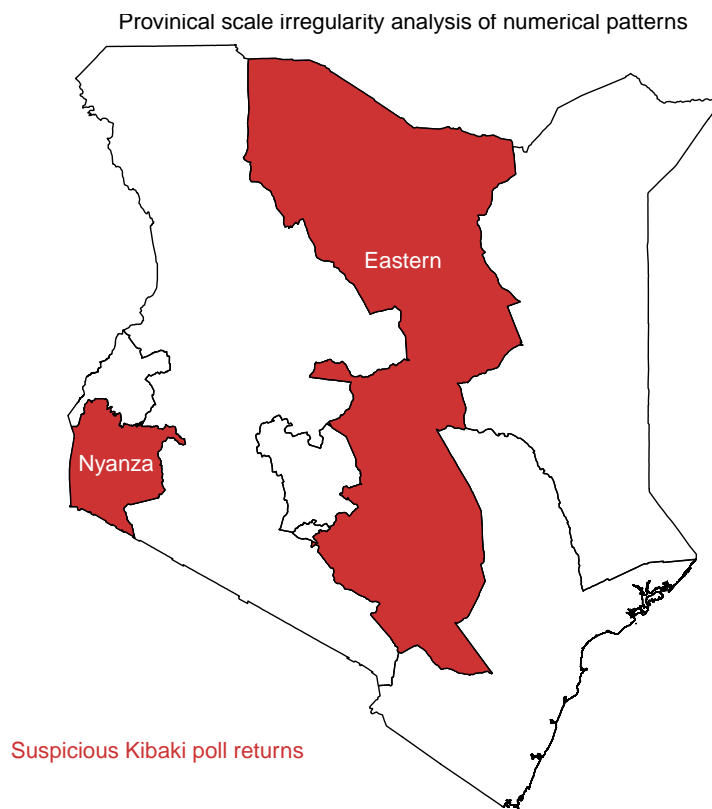 Provinical scale irregularity analysis of numerical patterns
Eastern
Nyanza
Suspicious Kibaki poll returns